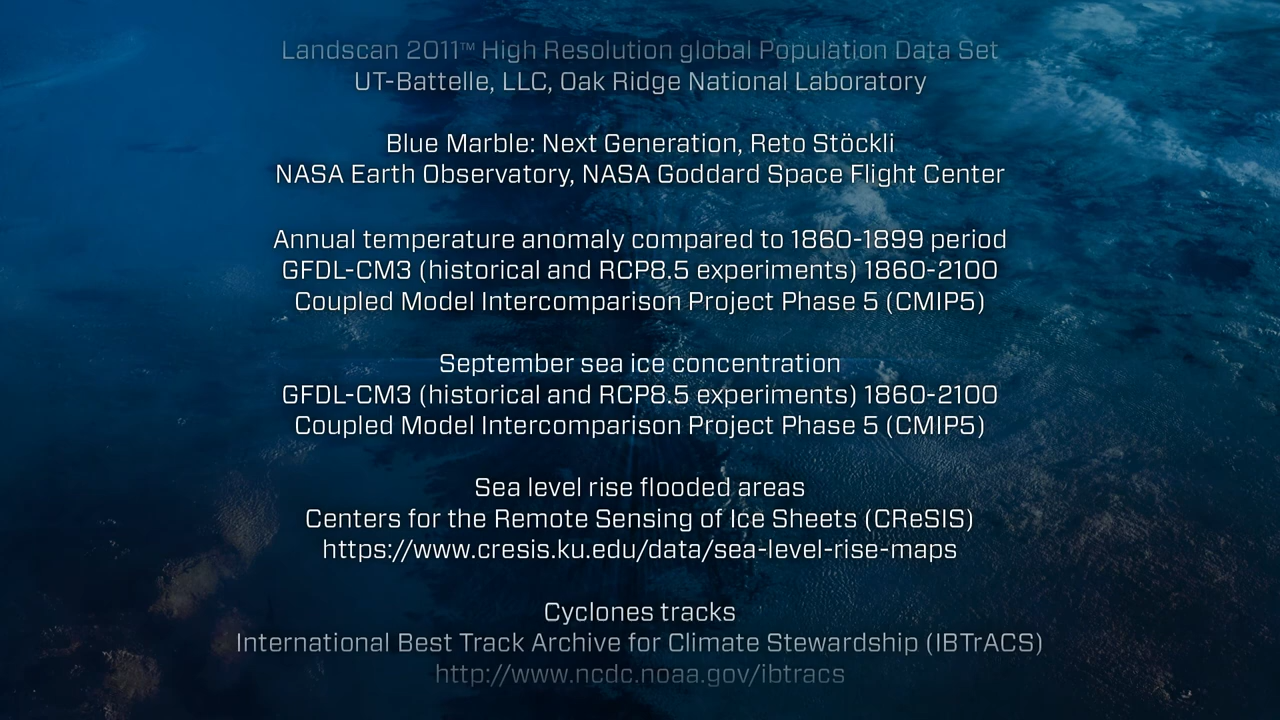 Landscan 2011™ High Resolution global Population Data Set
UT-Battelle, LLC, Oak Ridge National Laboratory
Blue Marble: Next Generation, Reto Stöckli
NASA Earth Observatory, NASA Goddard Space Flight Center
Annual temperature anomaly compared to 1860-1899 period
GFDL-CM3 (historical and RCP8.5 experiments) 1860-2100
Coupled Model Intercomparison Project Phase 5 (CMIP5)
September sea ice concentration
GFDL-CM3 (historical and RCP8.5 experiments) 1860-2100
Coupled Model Intercomparison Project Phase 5 (CMIP5)
Sea level rise flooded areas
Centers for the Remote Sensing of Ice Sheets (CReSIS)
https://www.cresis.ku.edu/data/sea-level-rise-maps
Cyclones tracks
International Best Track Archive for Climate Stewardship (IBTrACS)
http://www.ncdc.noaa.gov/ibtracs